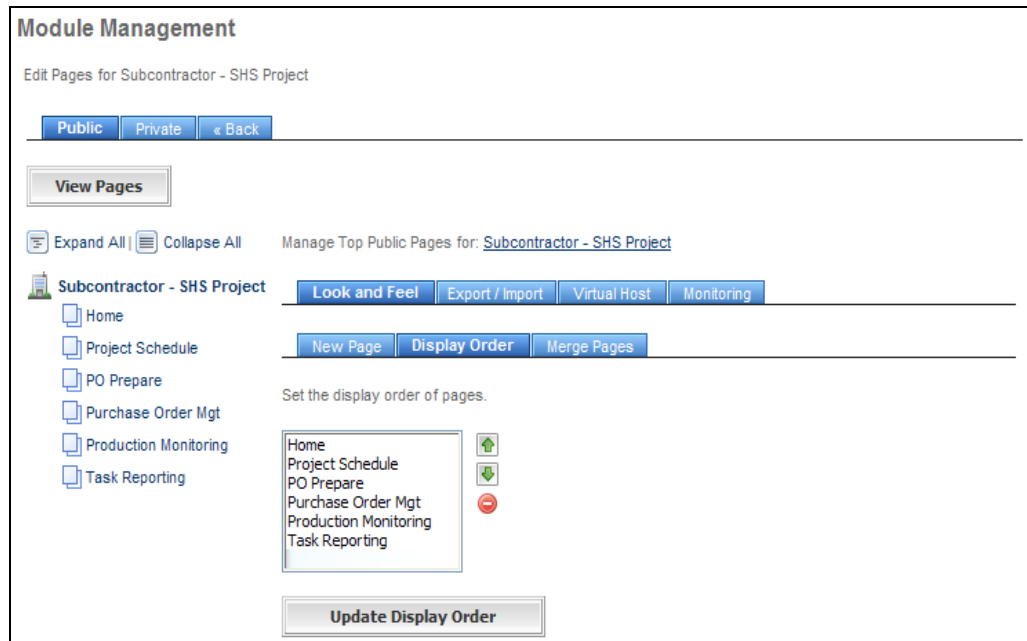 Module Management
Edit Pages for Subcontractor - SHS Project
Public Private « Back
View Pages
Expand All | Collapse All
Manage Top Public Pages for: Subcontractor - SHS Project
Subcontractor - SHS Project
Home
Project Schedule
PO Prepare
Purchase Order Mgt
Production Monitoring
Task Reporting
Look and Feel Export / Import Virtual Host Monitoring
New Page Display Order Merge Pages
Set the display order of pages.
Home
Project Schedule
PO Prepare
Purchase Order Mgt
Production Monitoring
Task Reporting
Update Display Order